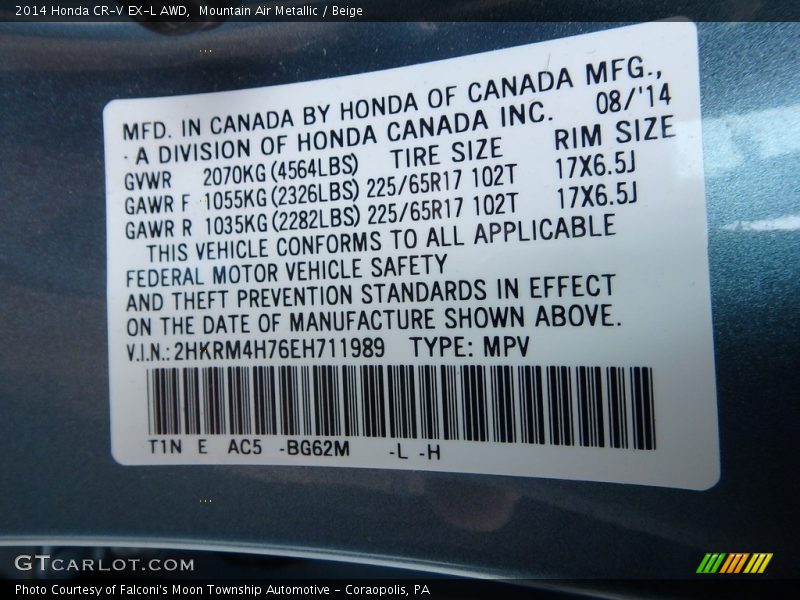 2014 Honda CR-V EX-L AWD,  Mountain Air Metallic / Beige
MFD. IN CANADA BY HONDA OF CANADA MFG.,
· A DIVISION OF HONDA CANADA INC. 08/'14
GVWR 2070KG (4564LBS) TIRE SIZE RIM SIZE
GAWR F 1055KG (2326LBS) 225/65R17 102T 17X6.5J
GAWR R 1035KG (2282LBS) 225/65R17 102T 17X6.5J
THIS VEHICLE CONFORMS TO ALL APPLICABLE
FEDERAL MOTOR VEHICLE SAFETY
AND THEFT PREVENTION STANDARDS IN EFFECT
ON THE DATE OF MANUFACTURE SHOWN ABOVE.
V.I.N.: 2HKRM4H76EH711989 TYPE: MPV
T1N E AC5 -BG62M -L -H
GTCARLOT.COM
Photo Courtesy of Falconi's Moon Township Automotive - Coraopolis, PA